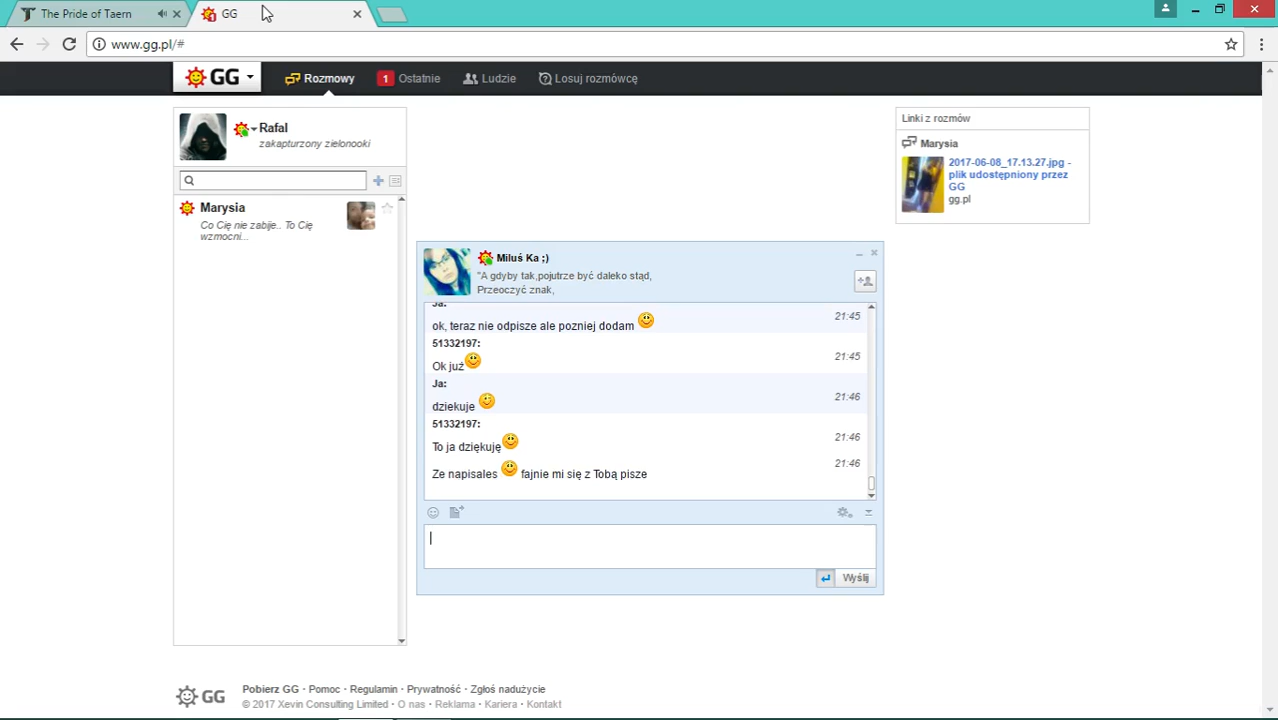 The Pride of Taern
GG
www.gg.pl/#
GG
Rozmowy
1 Ostatnie
Ludzie
Losuj rozmówcę
Rafal
zakapturzony zielonooki
Marysia
Co Cię nie zabije.. To Cię
wzmocni...
Linki z rozmów
Marysia
2017-06-08_17.13.27.jpg -
plik udostępniony przez
GG
gg.pl
Miluś Ka ;)
"A gdyby tak,pojutrze być daleko stąd,
Przeoczyć znak,
Ja:
ok, teraz nie odpisze ale pozniej dodam 21:45
51332197:
Ok już 21:45
Ja:
dziekuje 21:46
51332197:
To ja dziękuję 21:46
Ze napisales fajnie mi się z Tobą pisze 21:46
Wyślij
GG
Pobierz GG · Pomoc · Regulamin · Prywatność · Zgłoś nadużycie
© 2017 Xevin Consulting Limited · O nas · Reklama · Kariera · Kontakt